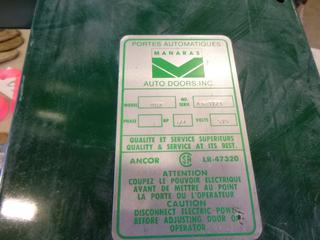 PORTES AUTOMATIQUES
MANARAS
AUTO DOORS INC.
MODEL NO. SERIE
PHASE HP VOLTS
QUALITE ET SERVICE SUPERIEURS
QUALITY & SERVICE AT ITS BEST.
ANCOR LR-47320
ATTENTION
COUPEZ LE POUVOIR ELECTRIQUE
AVANT DE METTRE AU POINT
LA PORTE OU L'OPERATEUR
CAUTION
DISCONNECT ELECTRIC POWER
BEFORE ADJUSTING DOOR OR
OPERATOR